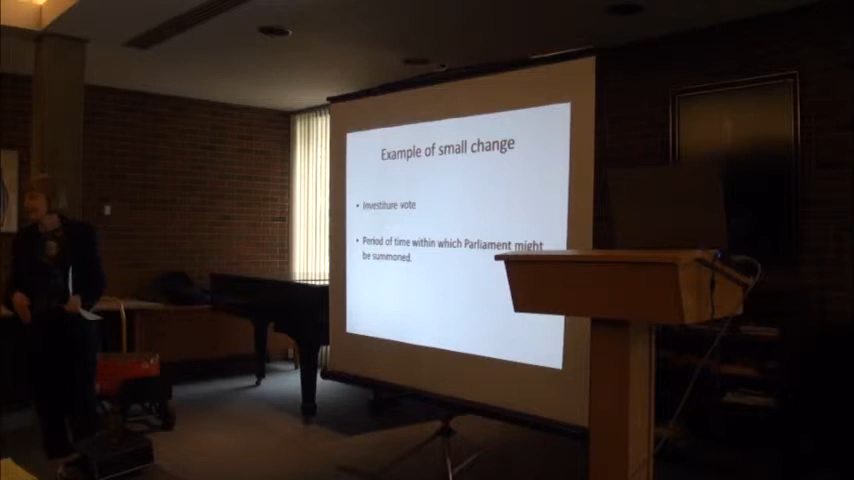 Example of small change
• Investiture vote
• Period of time within which Parliament might
be summoned.